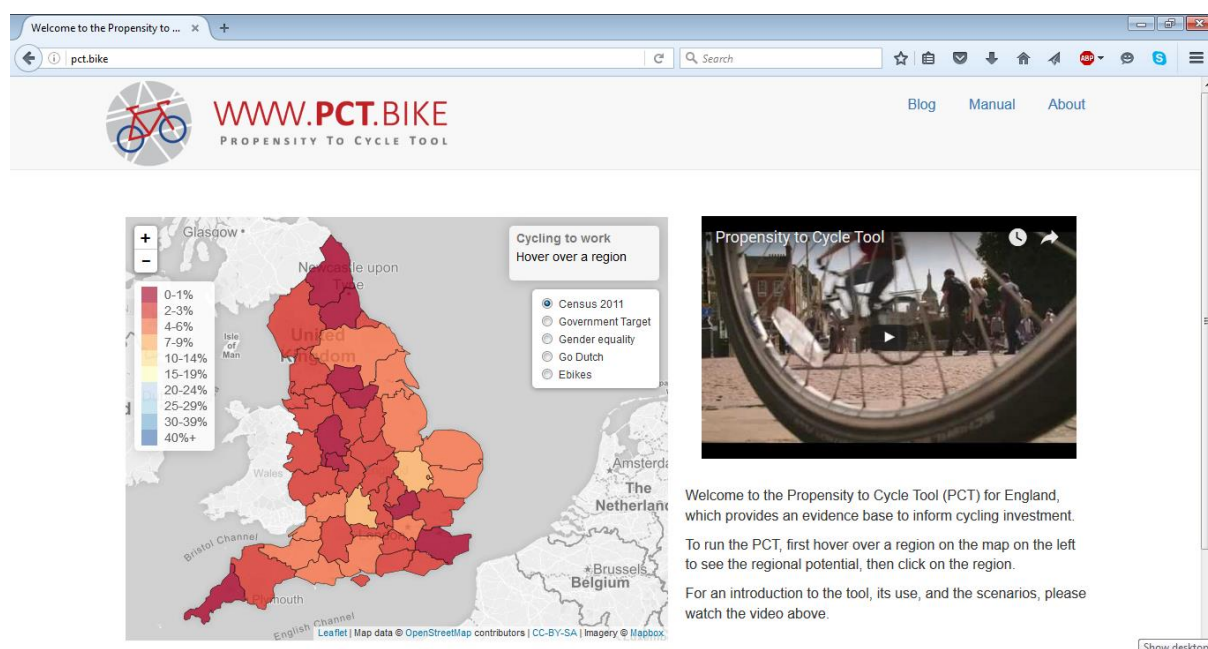 Welcome to the Propensity to ... × +
pct.bike
Search
ABP
S
WWW.PCT.BIKE
PROPENSITY TO CYCLE TOOL
Blog Manual About
+
−
0-1%
2-3%
4-6%
7-9%
10-14%
15-19%
20-24%
25-29%
30-39%
40%+
Glasgow
Newcastle upon
Tyne
Isle
of
Man
United
Kingdom
Wales
London
Bristol Channel
Plymouth
English Channel
Amsterda
The
Netherland
Brussels
Belgium
Cycling to work
Hover over a region
Census 2011
Government Target
Gender equality
Go Dutch
Ebikes
Leaflet | Map data © OpenStreetMap contributors | CC-BY-SA | Imagery © Mapbox
Propensity to Cycle Tool
Welcome to the Propensity to Cycle Tool (PCT) for England,
which provides an evidence base to inform cycling investment.
To run the PCT, first hover over a region on the map on the left
to see the regional potential, then click on the region.
For an introduction to the tool, its use, and the scenarios, please
watch the video above.
Show desktop